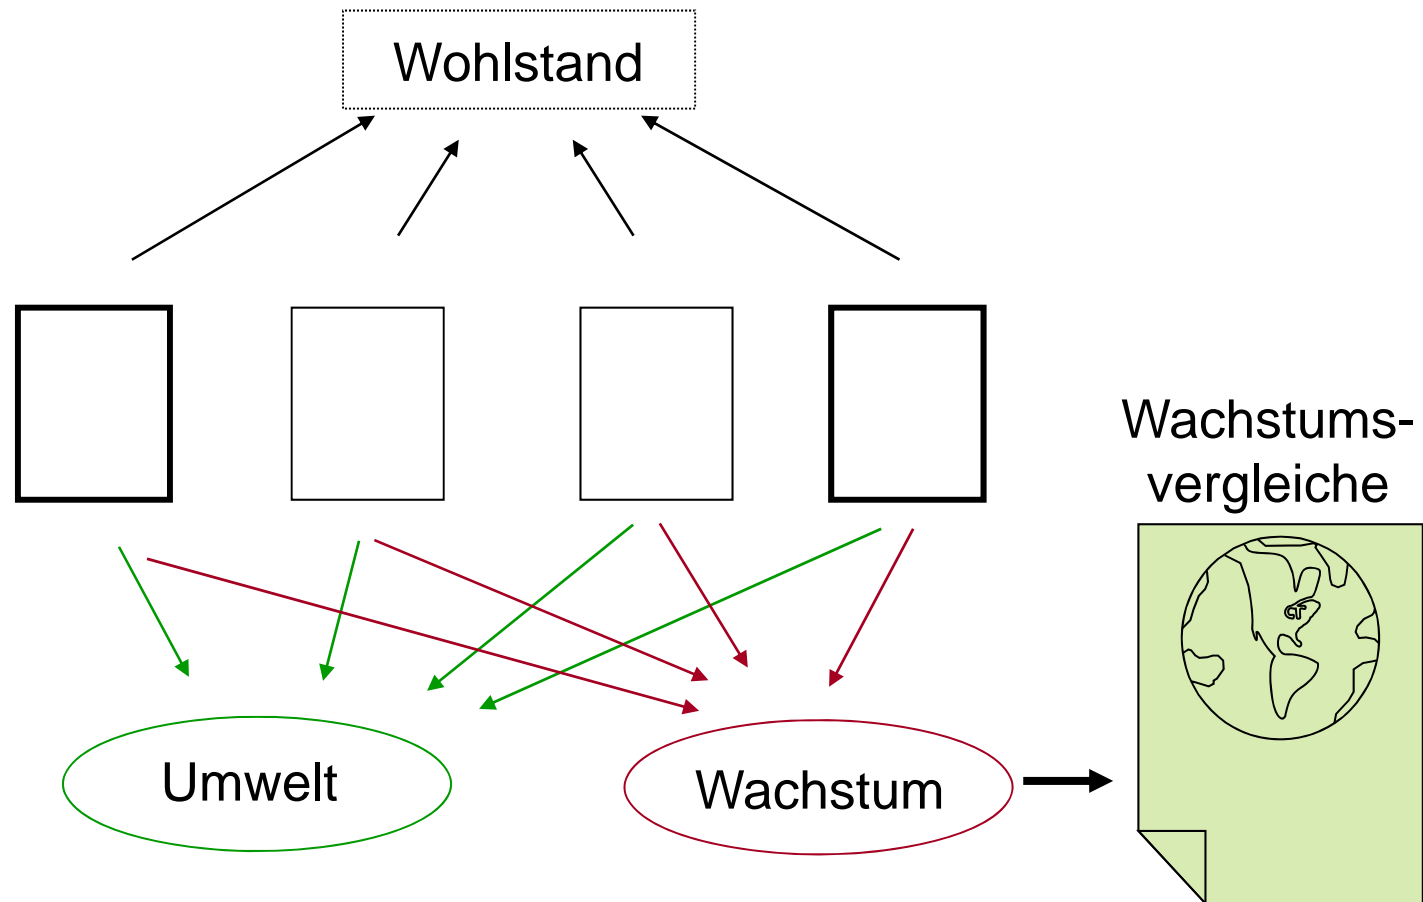 Wohlstand
Wachstums-
vergleiche
Umwelt
Wachstum